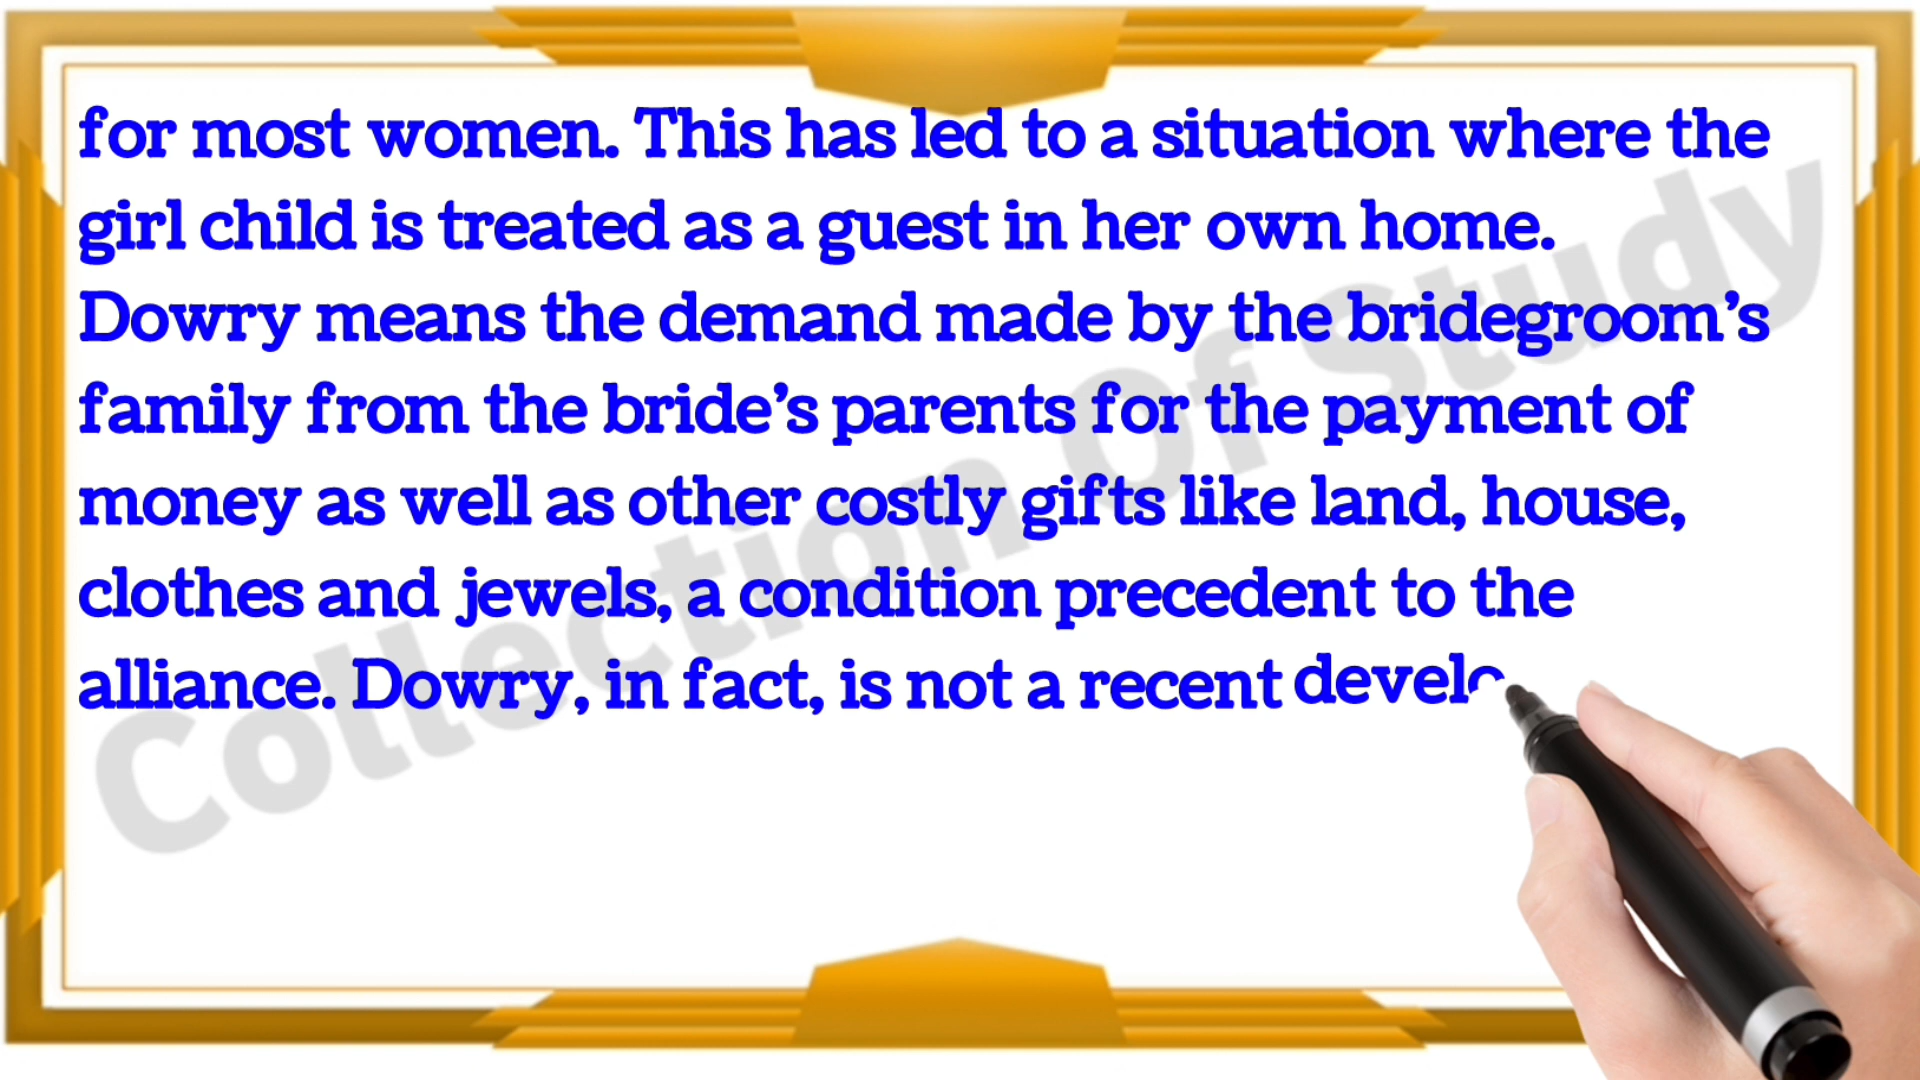 for most women. This has led to a situation where the
girl child is treated as a guest in her own home.
Dowry means the demand made by the bridegroom’s
family from the bride’s parents for the payment of
money as well as other costly gifts like land, house,
clothes and jewels, a condition precedent to the
alliance. Dowry, in fact, is not a recent develo
Collection Of Study